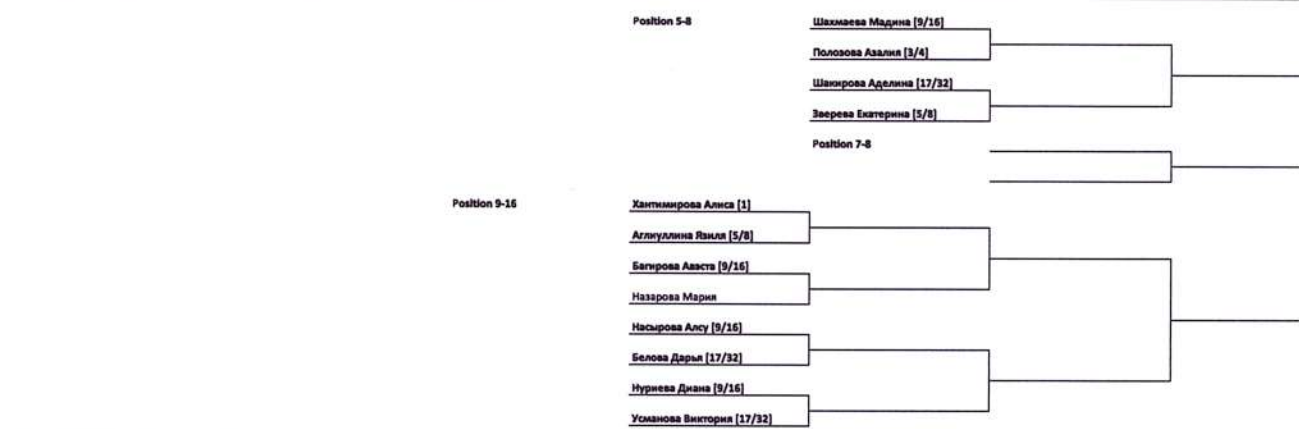 Position 5-8
Шахмаева Мадина [9/16]
Полозова Азалия [3/4]
Шакирова Аделина [17/32]
Зверева Екатерина [5/8]
Position 7-8
Position 9-16
Хантимирова Алиса [1]
Аглиуллина Язиля [5/8]
Багирова Авэста [9/16]
Назарова Мария
Насырова Алсу [9/16]
Белова Дарья [17/32]
Нуриева Диана [9/16]
Усманова Виктория [17/32]